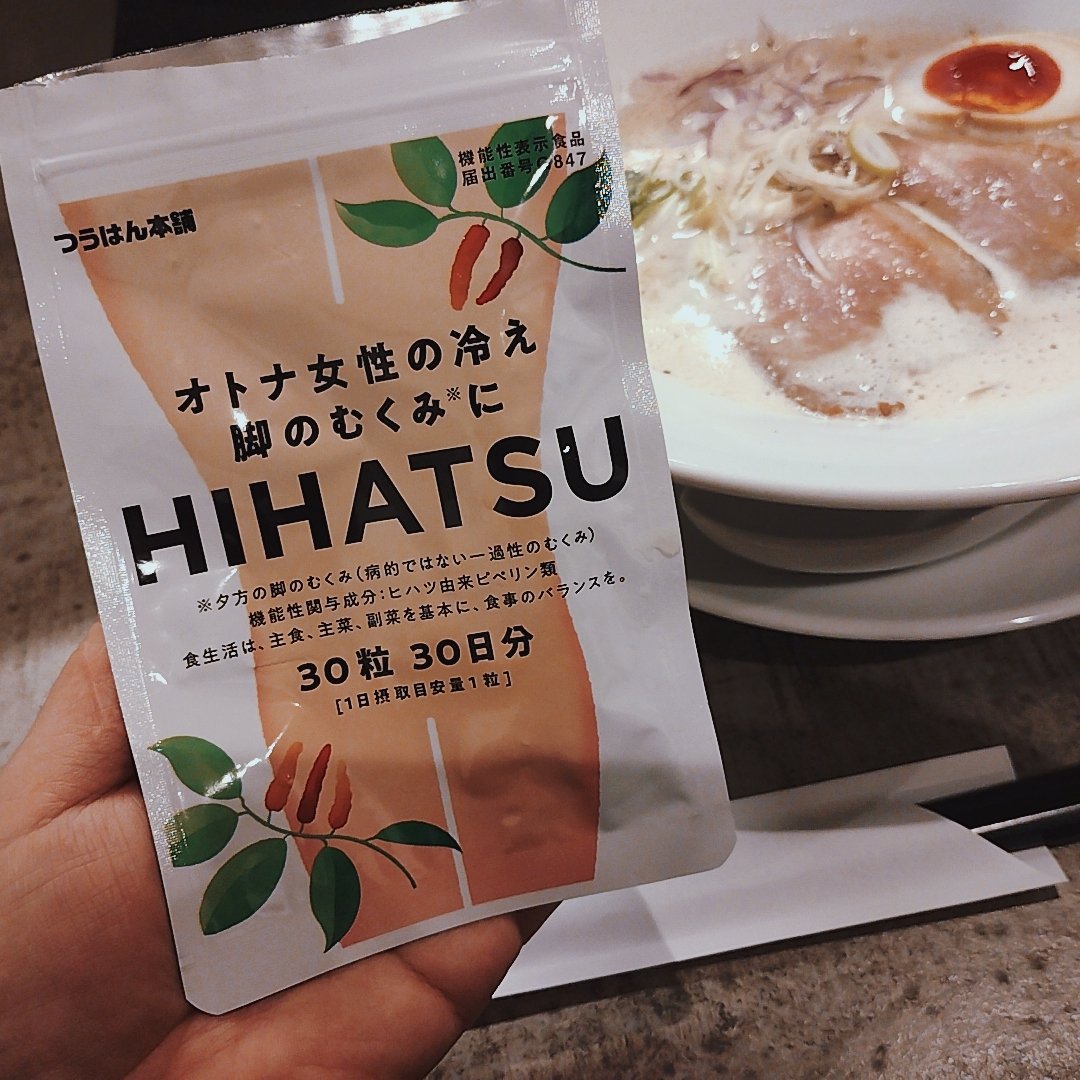 機能性表示食品
届出番号 847
つうはん本舗
オトナ女性の冷え
脚のむくみ※に
HIHATSU
※夕方の脚のむくみ(病的ではない一過性のむくみ)
機能性関与成分:ヒハツ由来ピペリン類
食生活は、主食、主菜、副菜を基本に、食事のバランスを。
30粒 30日分
[1日摂取目安量1粒]